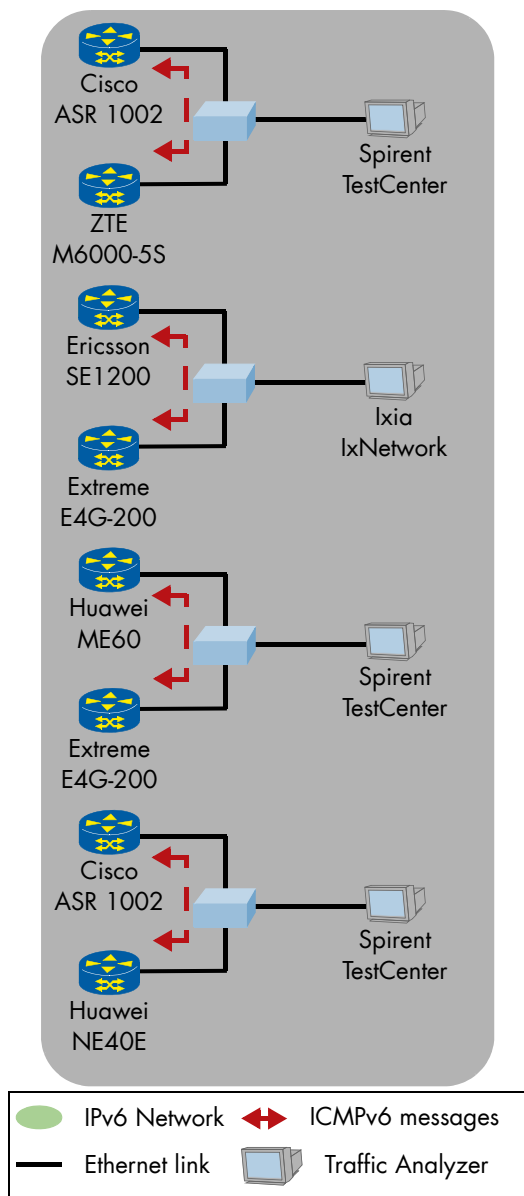 Cisco
ASR 1002
Spirent
TestCenter
ZTE
M6000-5S
Ericsson
SE1200
Ixia
IxNetwork
Extreme
E4G-200
Huawei
ME60
Spirent
TestCenter
Extreme
E4G-200
Cisco
ASR 1002
Spirent
TestCenter
Huawei
NE40E
IPv6 Network
ICMPv6 messages
Ethernet link
Traffic Analyzer